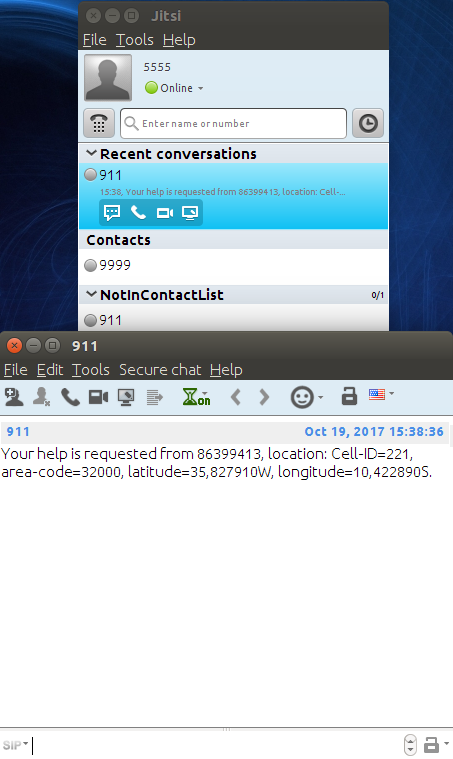 Jitsi
File Tools Help
5555
Online
Enter name or number
Recent conversations
911
15:38, Your help is requested from 86399413, location: Cell-...
Contacts
9999
NotInContactList 0/1
911
911
File Edit Tools Secure chat Help
on
911 Oct 19, 2017 15:38:36
Your help is requested from 86399413, location: Cell-ID=221,
area-code=32000, latitude=35,827910W, longitude=10,422890S.
SIP